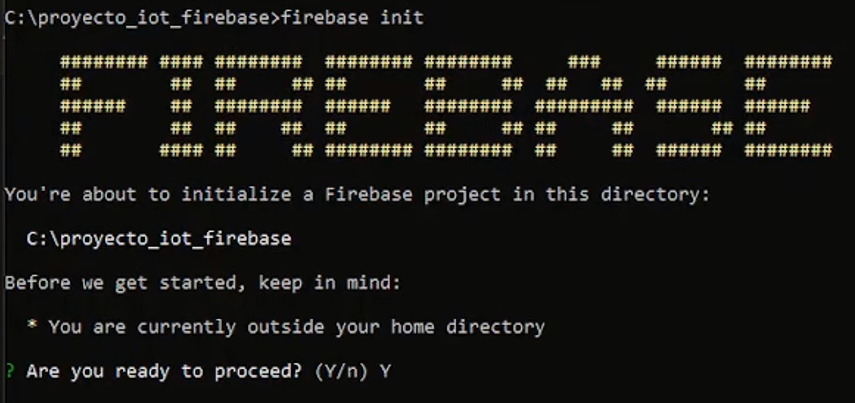 C:\proyecto_iot_firebase>firebase init
FIREBASE
You're about to initialize a Firebase project in this directory:
C:\proyecto_iot_firebase
Before we get started, keep in mind:
* You are currently outside your home directory
? Are you ready to proceed? (Y/n) Y